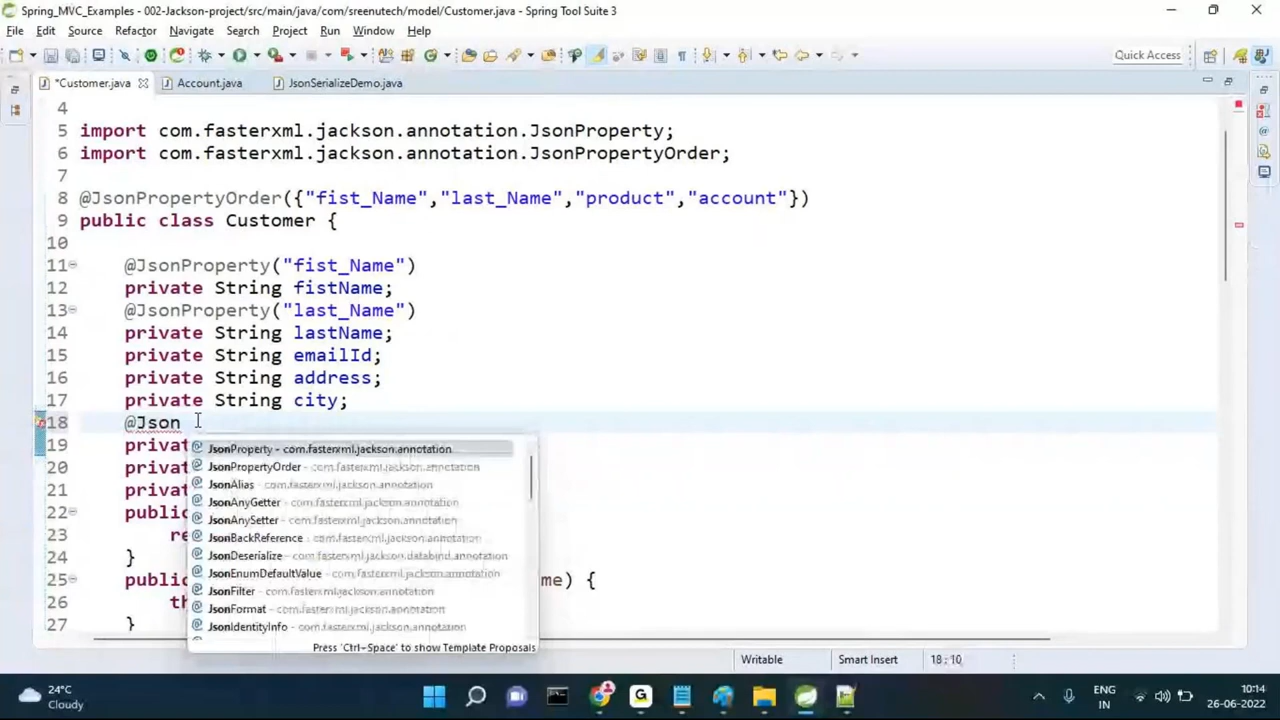 Spring_MVC_Examples - 002-Jackson-project/src/main/java/com/sreenutech/model/Customer.java - Spring Tool Suite 3
File Edit Source Refactor Navigate Search Project Run Window Help
Quick Access
*Customer.java Account.java JsonSerializeDemo.java
4
5 import com.fasterxml.jackson.annotation.JsonProperty;
6 import com.fasterxml.jackson.annotation.JsonPropertyOrder;
7
8 @JsonPropertyOrder({"fist_Name","last_Name","product","account"})
9 public class Customer {
10
11 @JsonProperty("fist_Name")
12 private String fistName;
13 @JsonProperty("last_Name")
14 private String lastName;
15 private String emailId;
16 private String address;
17 private String city;
18 @Json
19 privat
20 privat
21 privat
22 public
23 re
24 }
25 public me) {
26 th
27 }
JsonProperty - com.fasterxml.jackson.annotation
JsonPropertyOrder - com.fasterxml.jackson.annotation
JsonAlias - com.fasterxml.jackson.annotation
JsonAnyGetter - com.fasterxml.jackson.annotation
JsonAnySetter - com.fasterxml.jackson.annotation
JsonBackReference - com.fasterxml.jackson.annotation
JsonDeserialize - com.fasterxml.jackson.databind.annotation
JsonEnumDefaultValue - com.fasterxml.jackson.annotation
JsonFilter - com.fasterxml.jackson.annotation
JsonFormat - com.fasterxml.jackson.annotation
JsonIdentityInfo - com.fasterxml.jackson.annotation
Press 'Ctrl+Space' to show Template Proposals
Writable Smart Insert 18:10
24°C
Cloudy
ENG
IN
10:14
26-06-2022